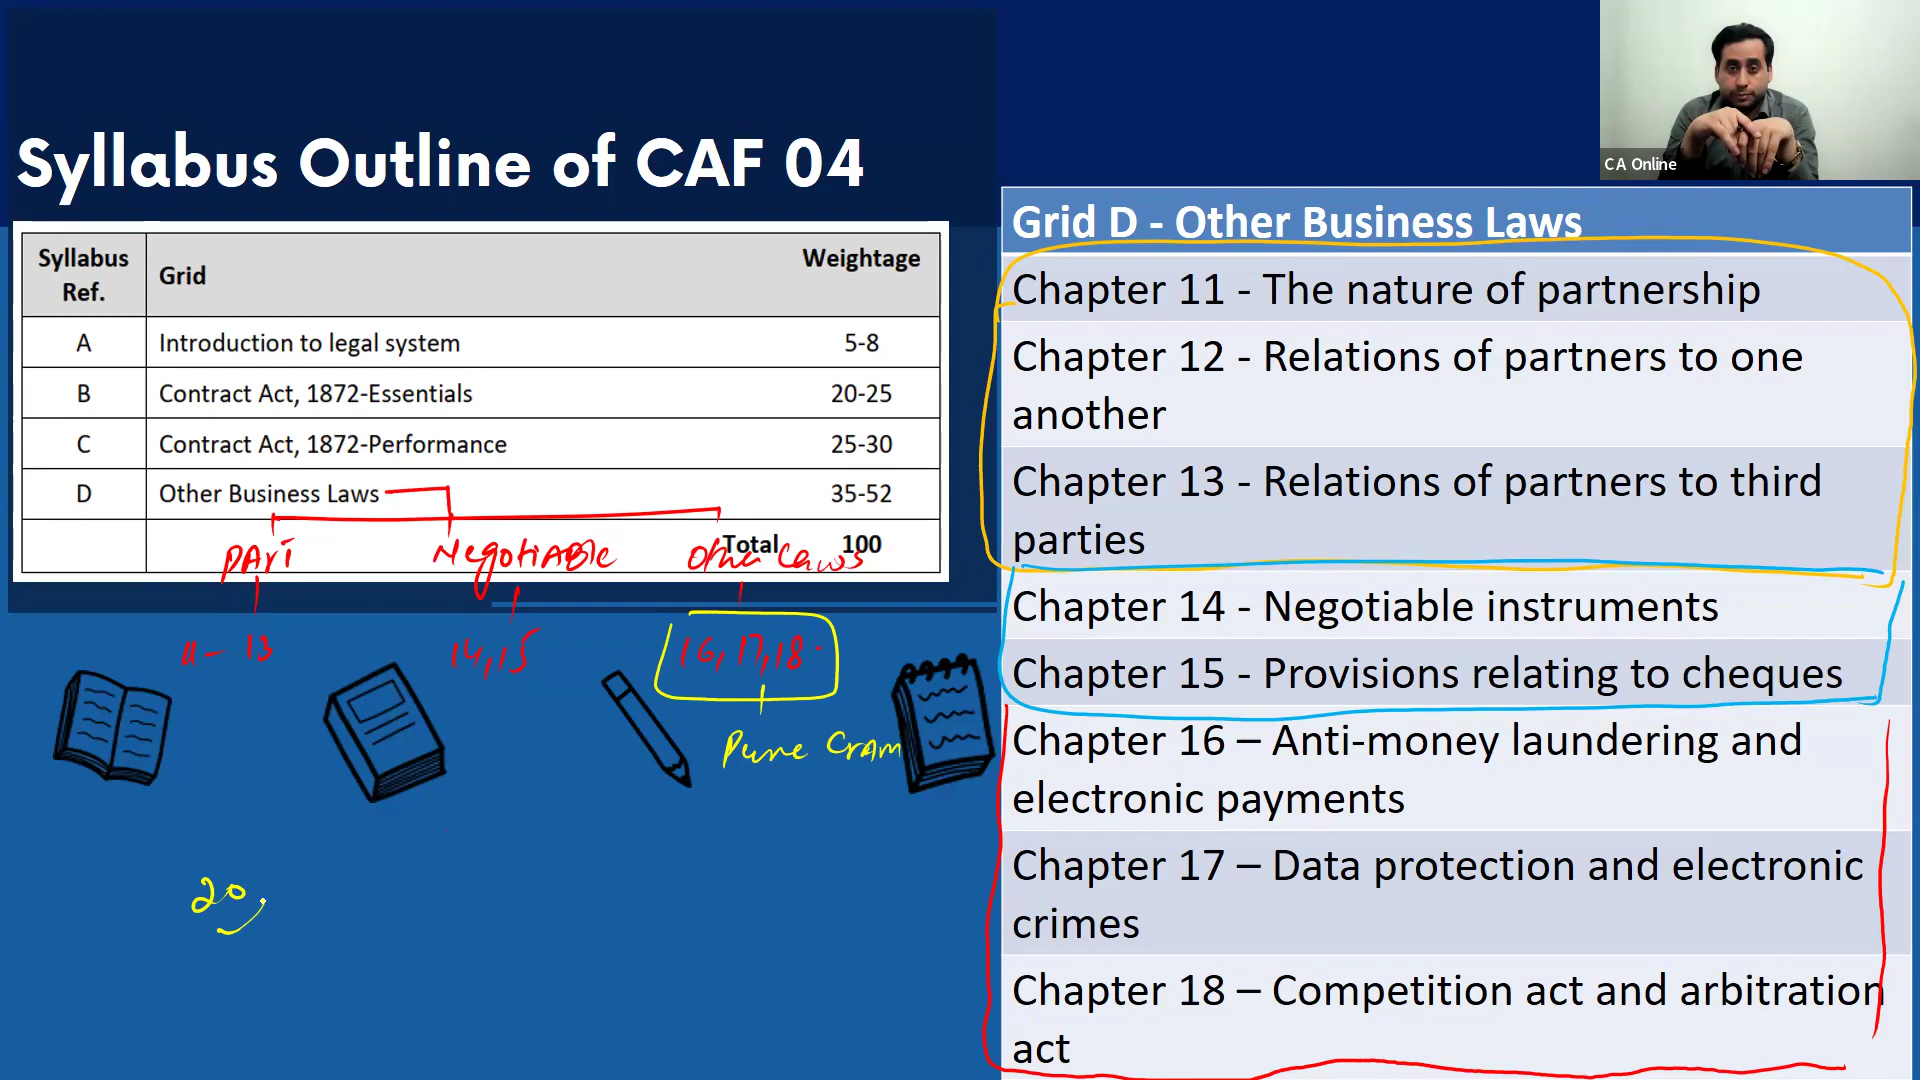 Syllabus Outline of CAF 04
Syllabus Ref. Grid Weightage
A Introduction to legal system 5-8
B Contract Act, 1872-Essentials 20-25
C Contract Act, 1872-Performance 25-30
D Other Business Laws 35-52
Total 100
Part Negotiable Other Laws
11 - 13 14,15 16,17,18
Pure Cram
20
C A Online
Grid D - Other Business Laws
Chapter 11 - The nature of partnership
Chapter 12 - Relations of partners to one
another
Chapter 13 - Relations of partners to third
parties
Chapter 14 - Negotiable instruments
Chapter 15 - Provisions relating to cheques
Chapter 16 – Anti-money laundering and
electronic payments
Chapter 17 – Data protection and electronic
crimes
Chapter 18 – Competition act and arbitration
act